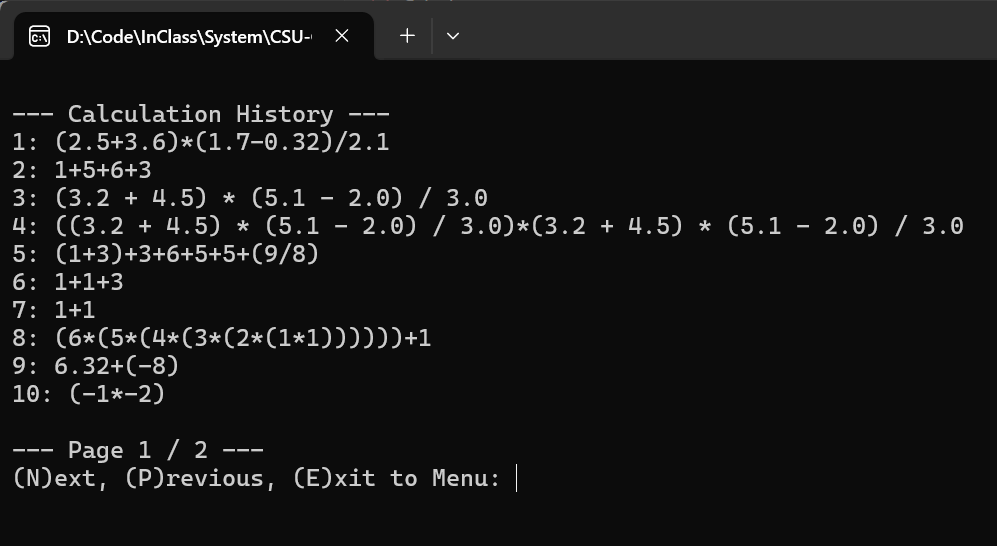 D:\Code\InClass\System\CSU-
--- Calculation History ---
1: (2.5+3.6)*(1.7-0.32)/2.1
2: 1+5+6+3
3: (3.2 + 4.5) * (5.1 - 2.0) / 3.0
4: ((3.2 + 4.5) * (5.1 - 2.0) / 3.0)*(3.2 + 4.5) * (5.1 - 2.0) / 3.0
5: (1+3)+3+6+5+5+(9/8)
6: 1+1+3
7: 1+1
8: (6*(5*(4*(3*(2*(1*1))))))+1
9: 6.32+(-8)
10: (-1*-2)
--- Page 1 / 2 ---
(N)ext, (P)revious, (E)xit to Menu: